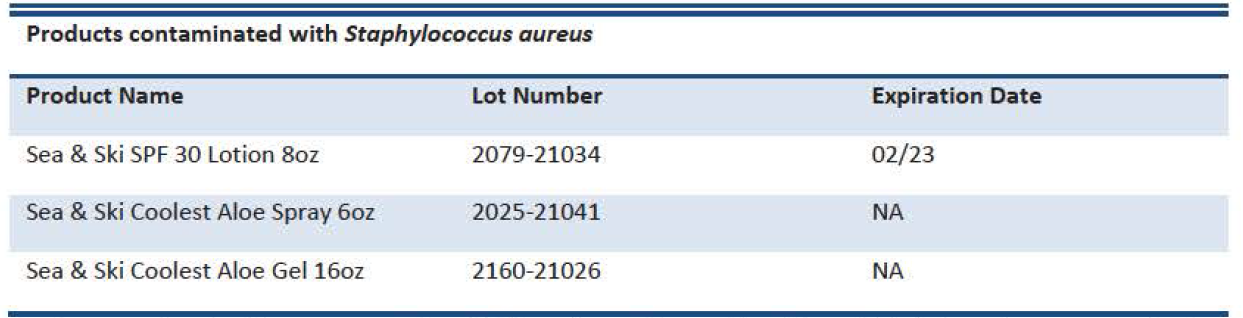 Products contaminated with Staphylococcus aureus
Product Name Lot Number Expiration Date
Sea & Ski SPF 30 Lotion 8oz 2079-21034 02/23
Sea & Ski Coolest Aloe Spray 6oz 2025-21041 NA
Sea & Ski Coolest Aloe Gel 16oz 2160-21026 NA